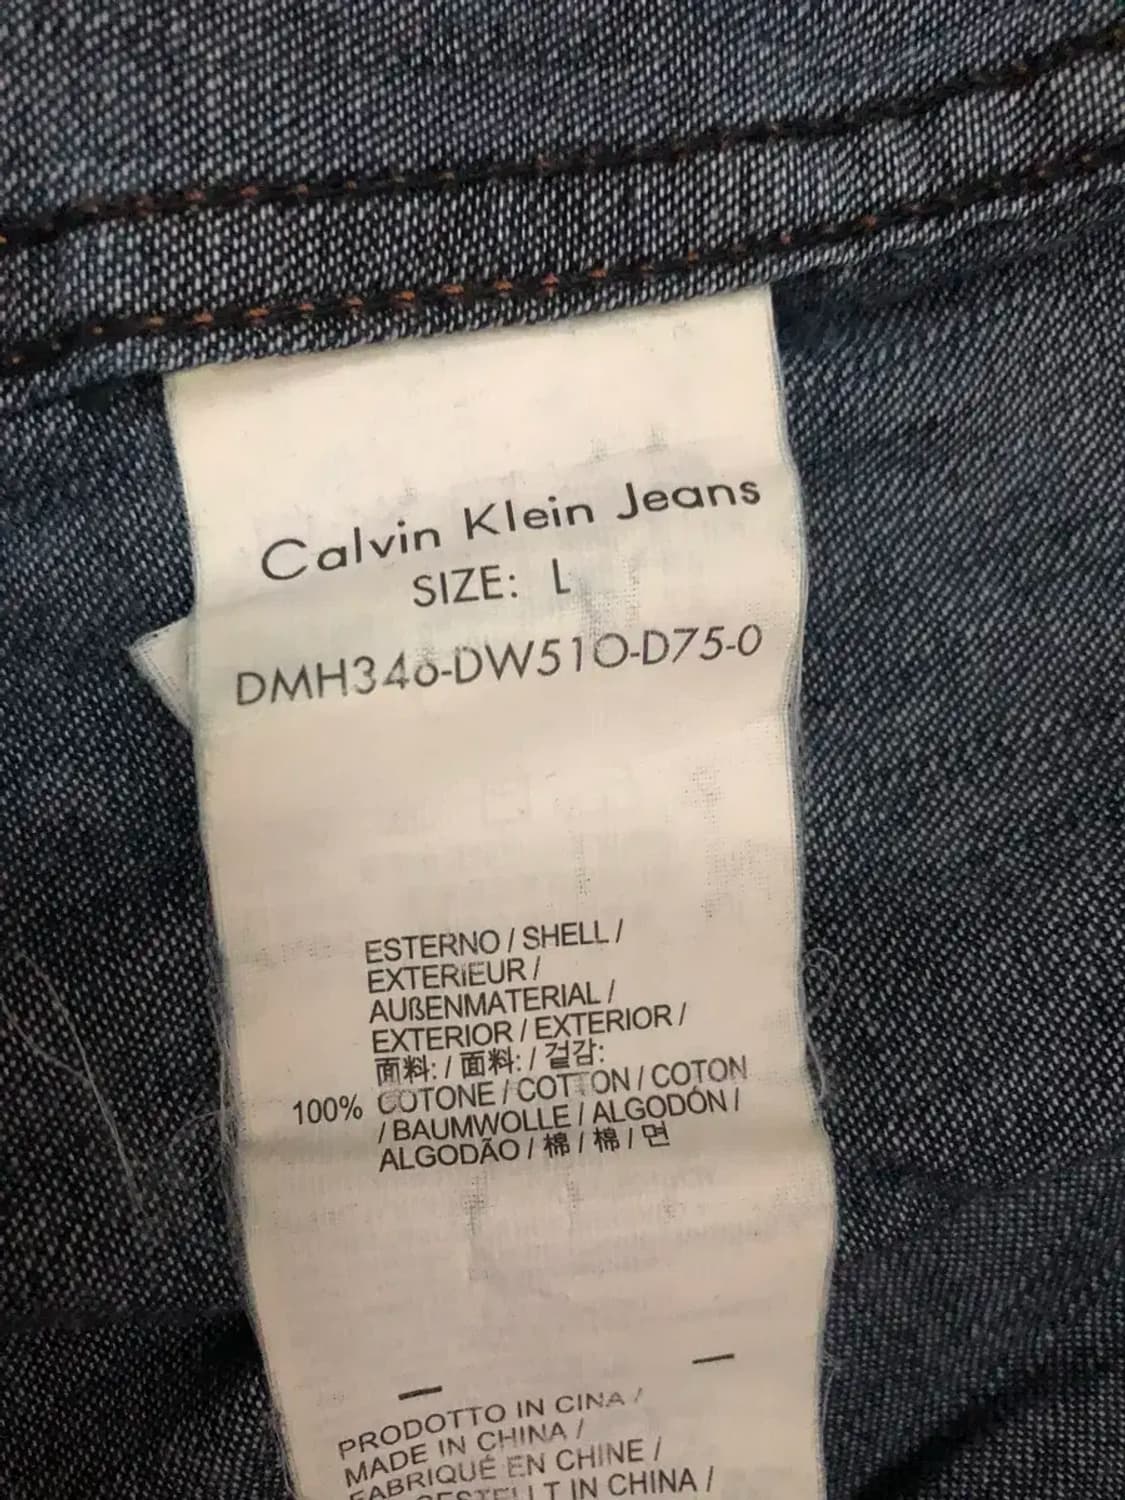 Calvin Klein Jeans
SIZE: L
DMH346-DW510-D75-0
ESTERNO / SHELL /
EXTERIEUR /
AUßENMATERIAL /
EXTERIOR / EXTERIOR /
面料: / 面料: / 겉감:
100% COTONE / COTTON / COTON
/ BAUMWOLLE / ALGODÓN /
ALGODÃO / 棉 / 棉 / 면
PRODOTTO IN CINA /
MADE IN CHINA /
FABRIQUÉ EN CHINE /
IN CHINA /